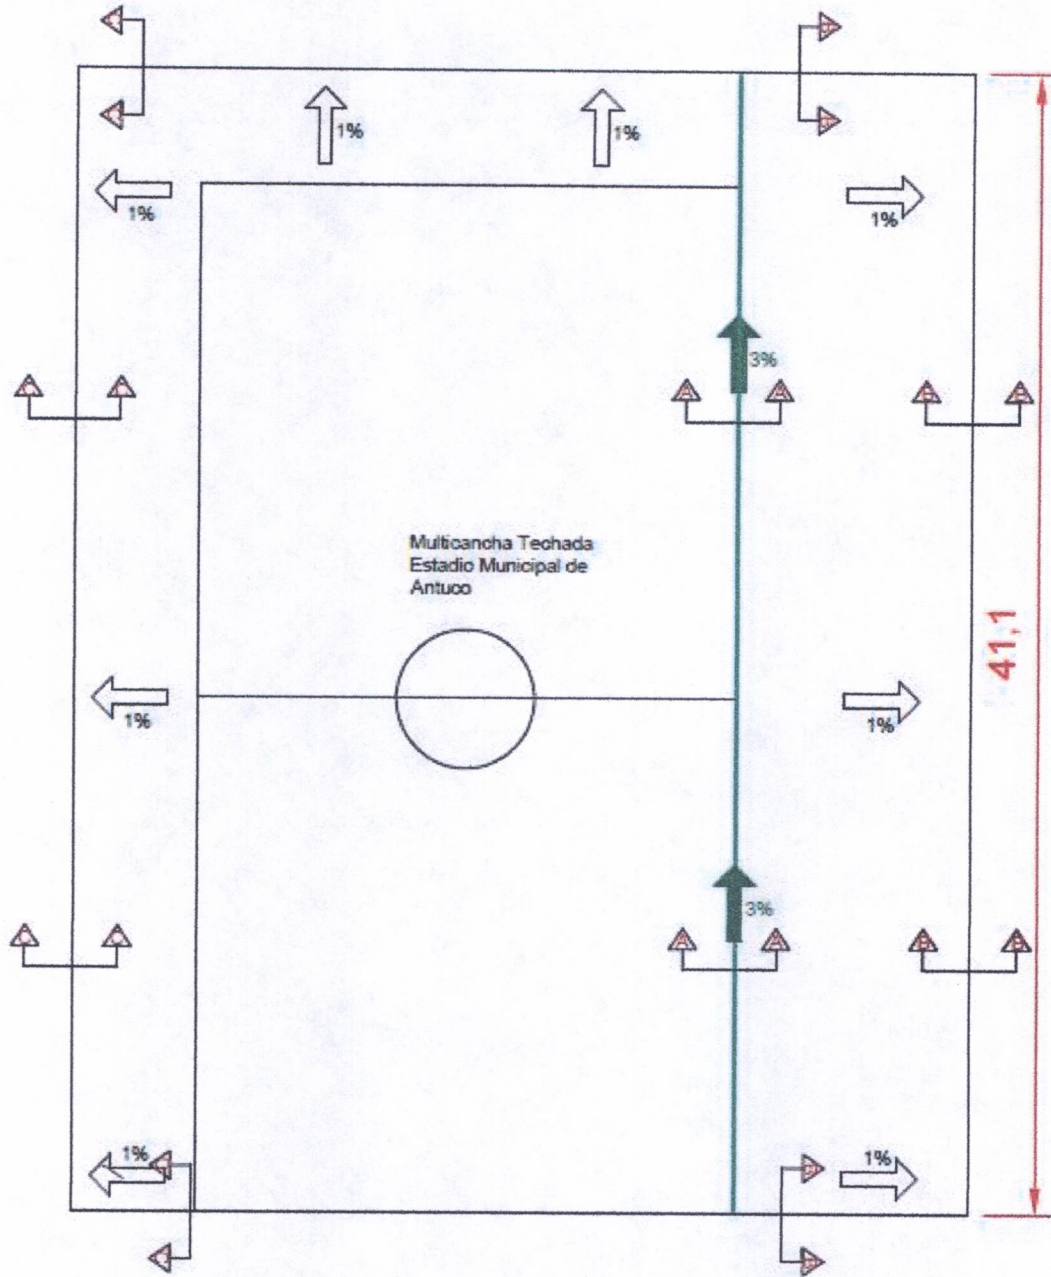 1%
1%
1%
1%
3%
C
C
A
A
B
B
Multicancha Techada
Estadio Municipal de
Antuco
41,1
1%
1%
3%
C
C
A
A
B
B
1%
1%